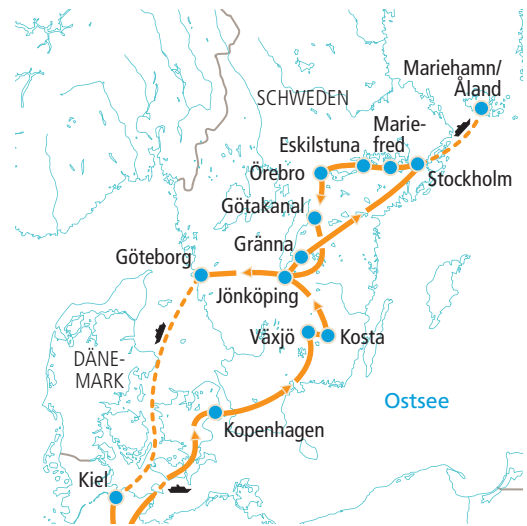 Mariehamn/
Åland
SCHWEDEN
Eskilstuna
Marie-
fred
Örebro
Stockholm
Götakanal
Gränna
Göteborg
Jönköping
Växjö
Kosta
DÄNE-
MARK
Ostsee
Kopenhagen
Kiel